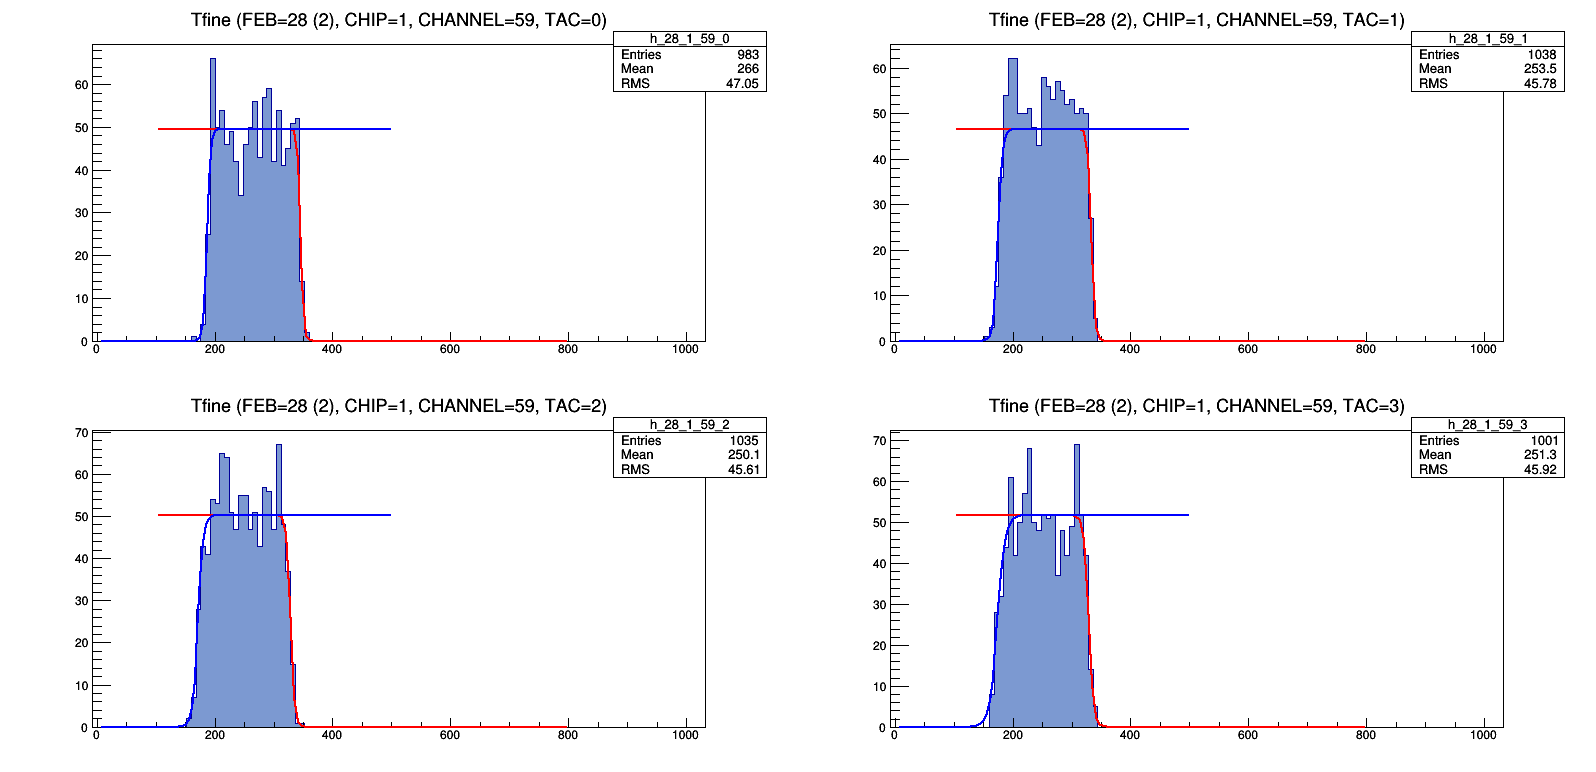 Tfine (FEB=28 (2), CHIP=1, CHANNEL=59, TAC=0)
h_28_1_59_0
Entries 983
Mean 266
RMS 47.05
60
50
40
30
20
10
0
0 200 400 600 800 1000
Tfine (FEB=28 (2), CHIP=1, CHANNEL=59, TAC=1)
h_28_1_59_1
Entries 1038
Mean 253.5
RMS 45.78
60
50
40
30
20
10
0
0 200 400 600 800 1000
Tfine (FEB=28 (2), CHIP=1, CHANNEL=59, TAC=2)
h_28_1_59_2
Entries 1035
Mean 250.1
RMS 45.61
70
60
50
40
30
20
10
0
0 200 400 600 800 1000
Tfine (FEB=28 (2), CHIP=1, CHANNEL=59, TAC=3)
h_28_1_59_3
Entries 1001
Mean 251.3
RMS 45.92
70
60
50
40
30
20
10
0
0 200 400 600 800 1000